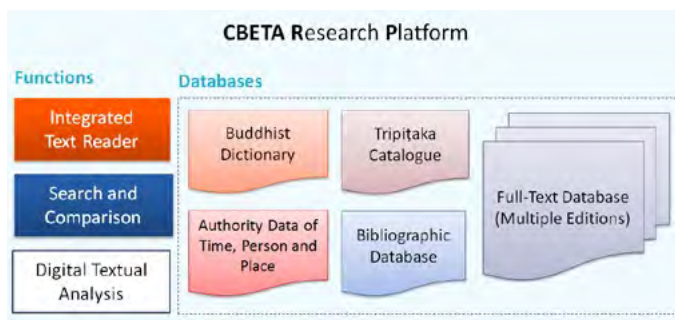 CBETA Research Platform
Functions
Databases
Integrated
Text Reader
Search and
Comparison
Digital Textual
Analysis
Buddhist
Dictionary
Tripiṭaka
Catalogue
Authority Data of
Time, Person and
Place
Bibliographic
Database
Full-Text Database
(Multiple Editions)